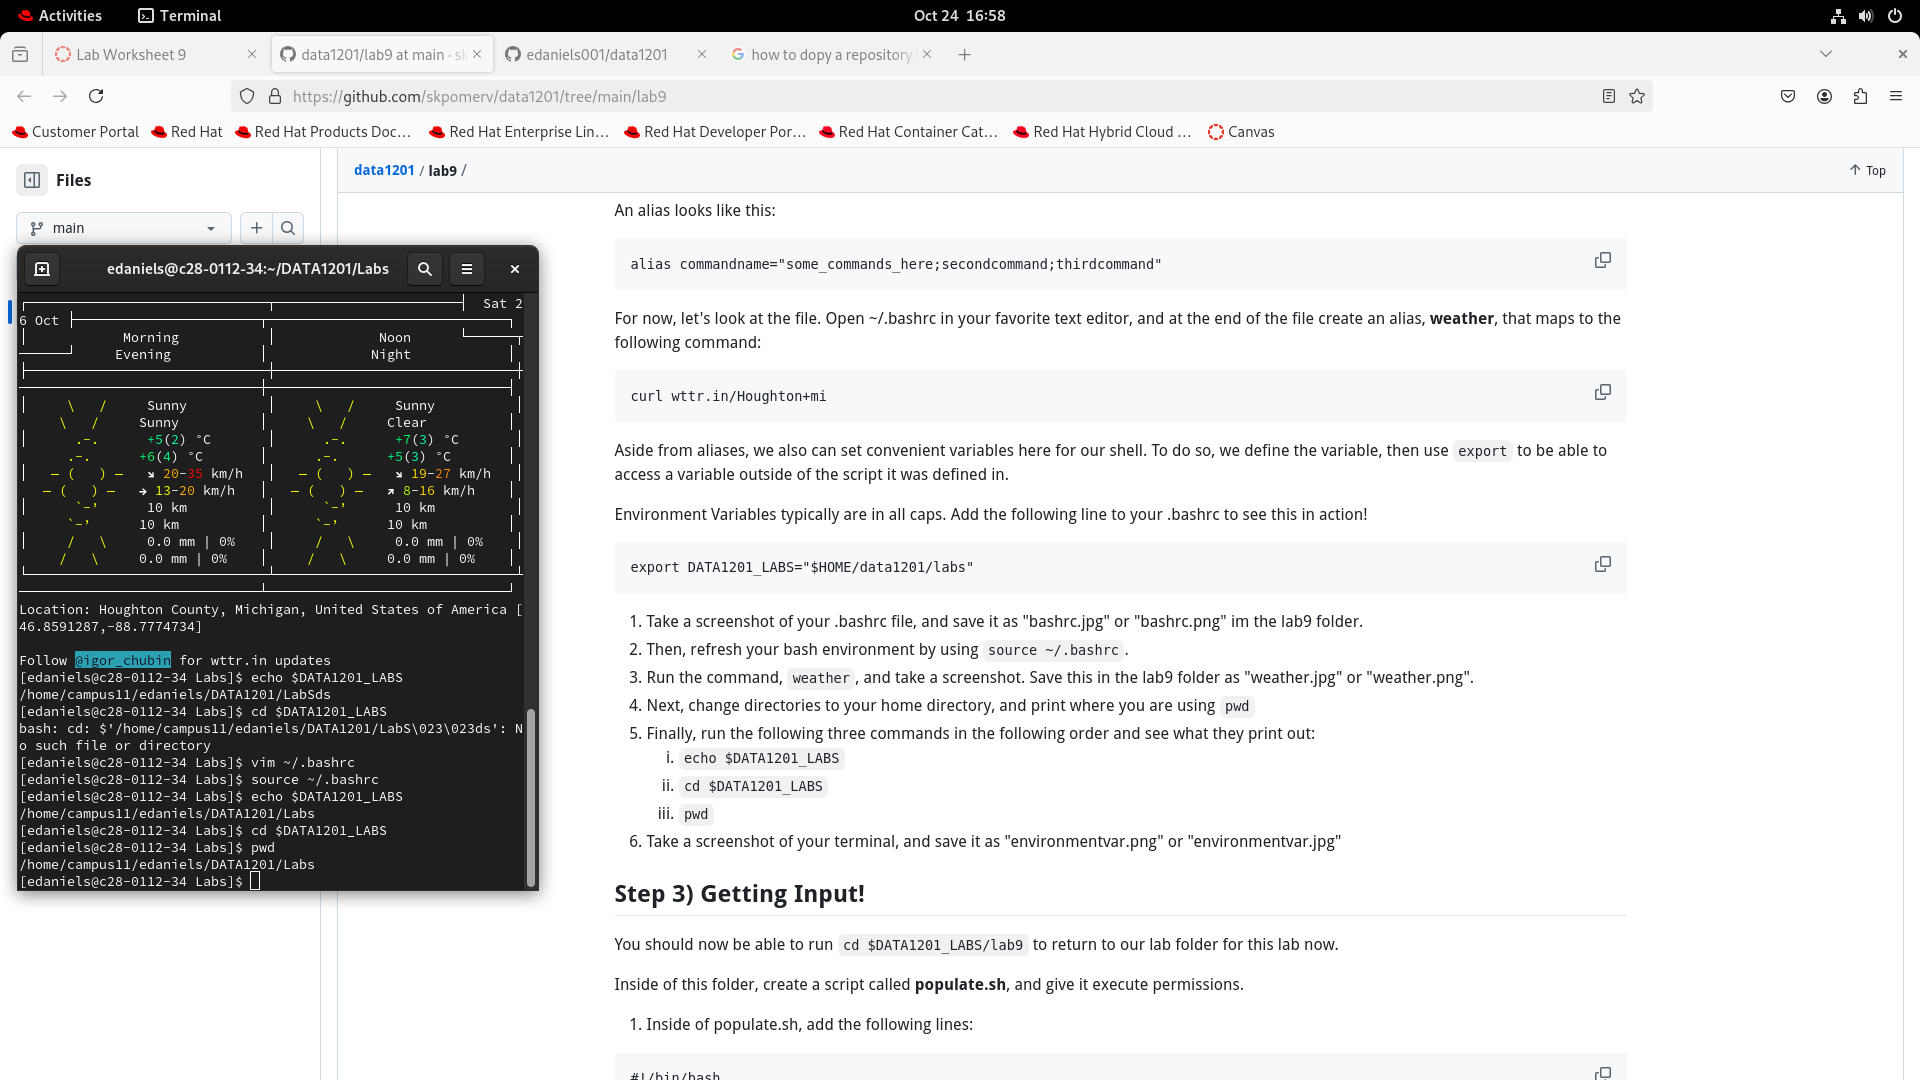 Activities
Terminal
Oct 24 16:58
Lab Worksheet 9
data1201/lab9 at main · sk
edaniels001/data1201
how to dopy a repository
https://github.com/skpomerv/data1201/tree/main/lab9
Customer Portal
Red Hat
Red Hat Products Doc…
Red Hat Enterprise Lin…
Red Hat Developer Por…
Red Hat Container Cat…
Red Hat Hybrid Cloud …
Canvas
Files
main
data1201 / lab9 /
Top
edaniels@c28-0112-34:~/DATA1201/Labs
Sat 2
6 Oct
Morning Noon
Evening Night
\ / Sunny \ / Sunny
\ / Sunny \ / Clear
.-. +5(2) °C .-. +7(3) °C
.-. +6(4) °C .-. +5(3) °C
― ( ) ― ↘ 20-35 km/h ― ( ) ― ↘ 19-27 km/h
― ( ) ― → 13-20 km/h ― ( ) ― ↗ 8-16 km/h
`-' 10 km `-' 10 km
`-' 10 km `-' 10 km
/ \ 0.0 mm | 0% / \ 0.0 mm | 0%
/ \ 0.0 mm | 0% / \ 0.0 mm | 0%
Location: Houghton County, Michigan, United States of America [
46.8591287,-88.7774734]
Follow @igor_chubin for wttr.in updates
[edaniels@c28-0112-34 Labs]$ echo $DATA1201_LABS
/home/campus11/edaniels/DATA1201/LabSds
[edaniels@c28-0112-34 Labs]$ cd $DATA1201_LABS
bash: cd: $'/home/campus11/edaniels/DATA1201/LabS\023\023ds': N
o such file or directory
[edaniels@c28-0112-34 Labs]$ vim ~/.bashrc
[edaniels@c28-0112-34 Labs]$ source ~/.bashrc
[edaniels@c28-0112-34 Labs]$ echo $DATA1201_LABS
/home/campus11/edaniels/DATA1201/Labs
[edaniels@c28-0112-34 Labs]$ cd $DATA1201_LABS
[edaniels@c28-0112-34 Labs]$ pwd
/home/campus11/edaniels/DATA1201/Labs
[edaniels@c28-0112-34 Labs]$
An alias looks like this:
alias commandname="some_commands_here;secondcommand;thirdcommand"
For now, let's look at the file. Open ~/.bashrc in your favorite text editor, and at the end of the file create an alias, weather, that maps to the
following command:
curl wttr.in/Houghton+mi
Aside from aliases, we also can set convenient variables here for our shell. To do so, we define the variable, then use export to be able to
access a variable outside of the script it was defined in.
Environment Variables typically are in all caps. Add the following line to your .bashrc to see this in action!
export DATA1201_LABS="$HOME/data1201/labs"
1. Take a screenshot of your .bashrc file, and save it as "bashrc.jpg" or "bashrc.png" im the lab9 folder.
2. Then, refresh your bash environment by using source ~/.bashrc.
3. Run the command, weather, and take a screenshot. Save this in the lab9 folder as "weather.jpg" or "weather.png".
4. Next, change directories to your home directory, and print where you are using pwd
5. Finally, run the following three commands in the following order and see what they print out:
i. echo $DATA1201_LABS
ii. cd $DATA1201_LABS
iii. pwd
6. Take a screenshot of your terminal, and save it as "environmentvar.png" or "environmentvar.jpg"
Step 3) Getting Input!
You should now be able to run cd $DATA1201_LABS/lab9 to return to our lab folder for this lab now.
Inside of this folder, create a script called populate.sh, and give it execute permissions.
1. Inside of populate.sh, add the following lines:
#!/bin/bash